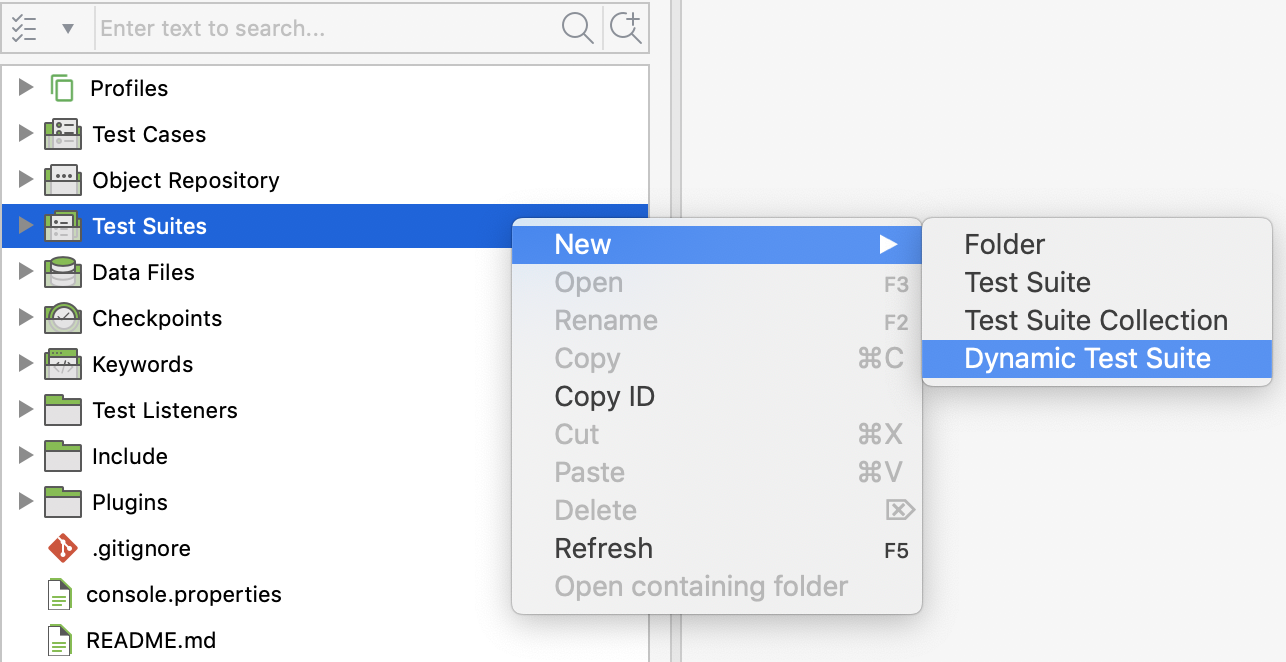 Enter text to search...
Profiles
Test Cases
Object Repository
Test Suites
Data Files
Checkpoints
Keywords
Test Listeners
Include
Plugins
.gitignore
console.properties
README.md
New
Open F3
Rename F2
Copy ⌘C
Copy ID
Cut ⌘X
Paste ⌘V
Delete ⌦
Refresh F5
Open containing folder
Folder
Test Suite
Test Suite Collection
Dynamic Test Suite